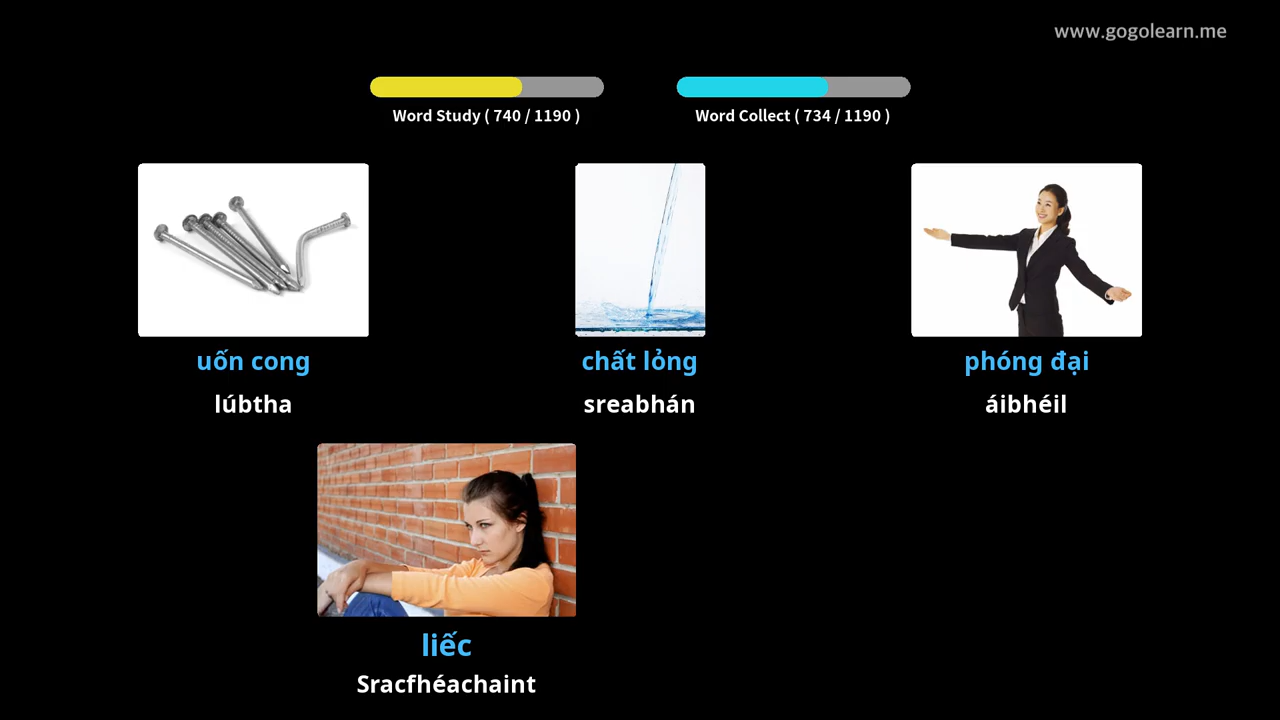 www.gogolearn.me
Word Study ( 740 / 1190 )
Word Collect ( 734 / 1190 )
uốn cong
lúbtha
chất lỏng
sreabhán
phóng đại
áibhéil
liếc
Sracfhéachaint